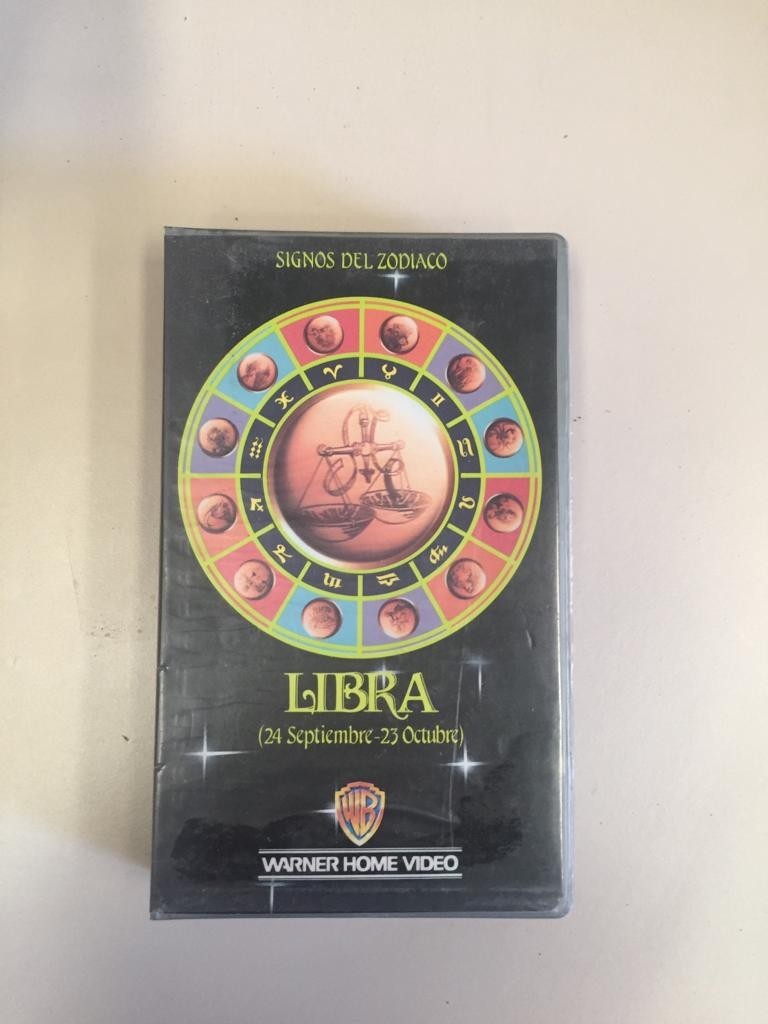 SIGNOS DEL ZODIACO
LIBRA
(24 Septiembre-23 Octubre)
WB
WARNER HOME VIDEO